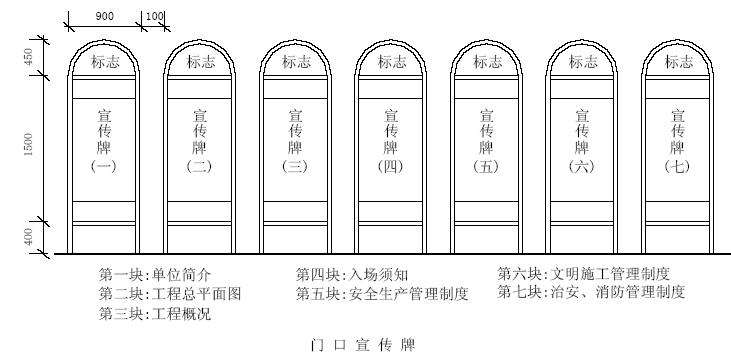 900 100
450
标志 标志 标志 标志 标志 标志 标志
1500
宣传牌(一) 宣传牌(二) 宣传牌(三) 宣传牌(四) 宣传牌(五) 宣传牌(六) 宣传牌(七)
400
第一块:单位简介
第二块:工程总平面图
第三块:工程概况
第四块:入场须知
第五块:安全生产管理制度
第六块:文明施工管理制度
第七块:治安、消防管理制度
门口宣传牌